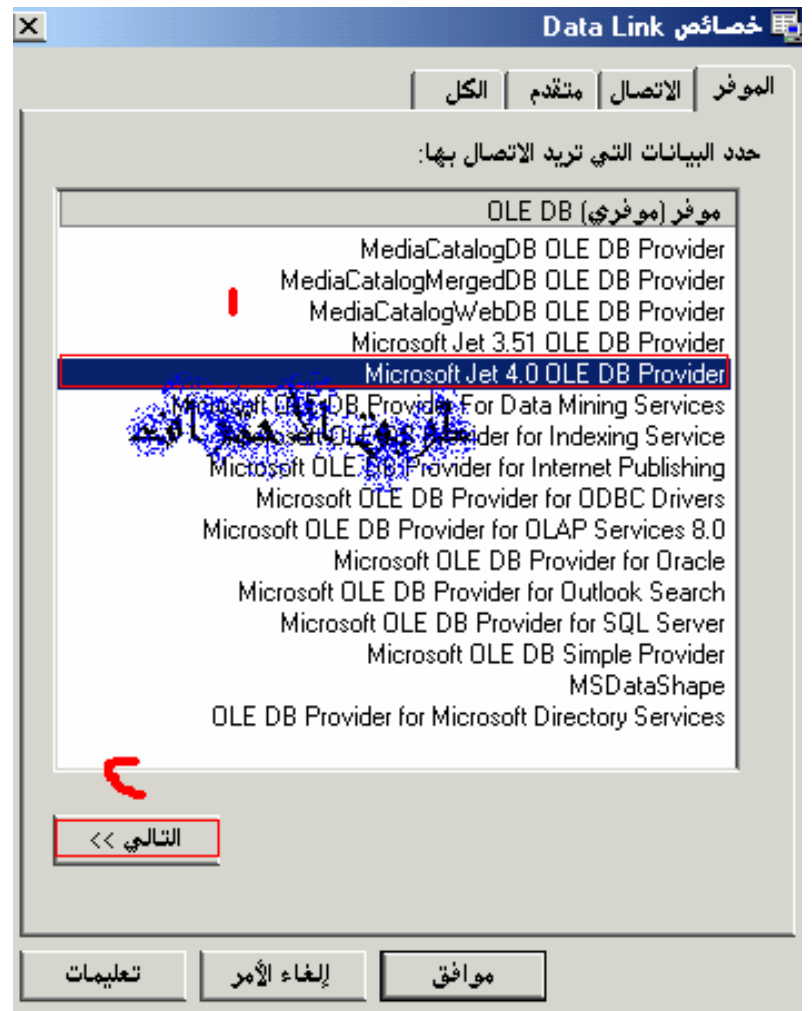 خصائص Data Link
الموفر الاتصال متقدم الكل
حدد البيانات التي تريد الاتصال بها:
موفر (موفري) OLE DB
MediaCatalogDB OLE DB Provider
MediaCatalogMergedDB OLE DB Provider
MediaCatalogWebDB OLE DB Provider
Microsoft Jet 3.51 OLE DB Provider
Microsoft Jet 4.0 OLE DB Provider
Microsoft OLE DB Provider For Data Mining Services
Microsoft OLE DB Provider for Indexing Service
Microsoft OLE DB Provider for Internet Publishing
Microsoft OLE DB Provider for ODBC Drivers
Microsoft OLE DB Provider for OLAP Services 8.0
Microsoft OLE DB Provider for Oracle
Microsoft OLE DB Provider for Outlook Search
Microsoft OLE DB Provider for SQL Server
Microsoft OLE DB Simple Provider
MSDataShape
OLE DB Provider for Microsoft Directory Services
التالي >>
موافق إلغاء الأمر تعليمات